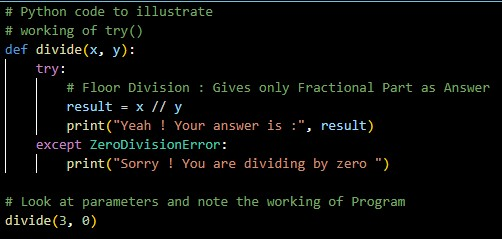 # Python code to illustrate
# working of try()
def divide(x, y):
    try:
        # Floor Division : Gives only Fractional Part as Answer
        result = x // y
        print("Yeah ! Your answer is :", result)
    except ZeroDivisionError:
        print("Sorry ! You are dividing by zero ")

# Look at parameters and note the working of Program
divide(3, 0)